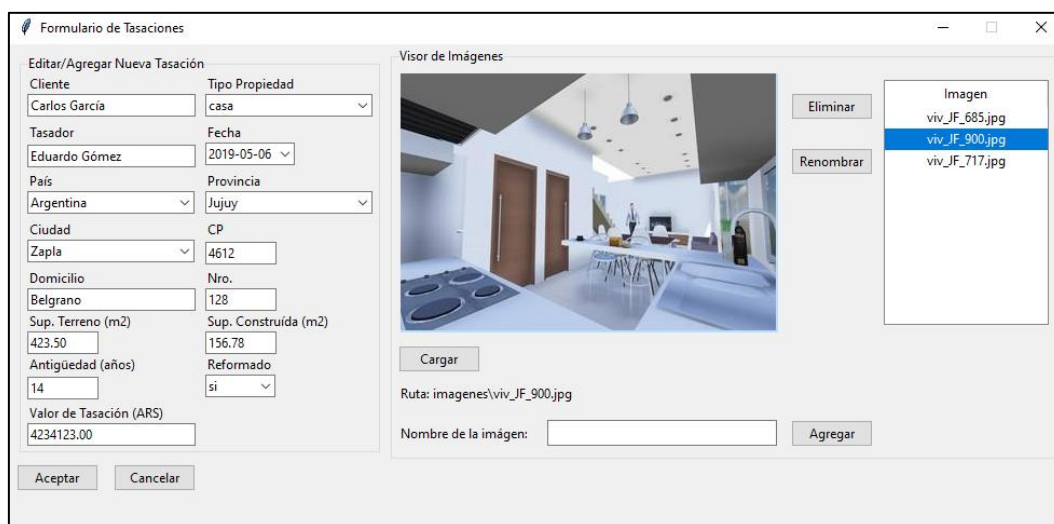 Formulario de Tasaciones
Editar/Agregar Nueva Tasación
Cliente Tipo Propiedad
Carlos García casa
Tasador Fecha
Eduardo Gómez 2019-05-06
País Provincia
Argentina Jujuy
Ciudad CP
Zapla 4612
Domicilio Nro.
Belgrano 128
Sup. Terreno (m2) Sup. Construída (m2)
423.50 156.78
Antigüedad (años) Reformado
14 si
Valor de Tasación (ARS)
4234123.00
Aceptar Cancelar
Visor de Imágenes
Eliminar
Renombrar
Imagen
viv_JF_685.jpg
viv_JF_900.jpg
viv_JF_717.jpg
Cargar
Ruta: imagenes\viv_JF_900.jpg
Nombre de la imágen: Agregar